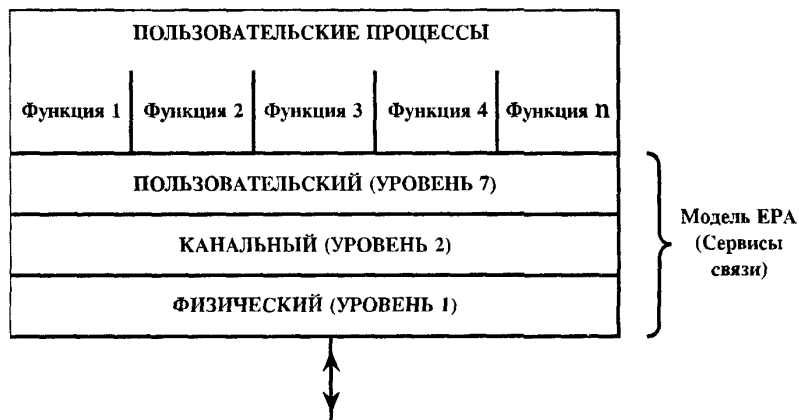 ПОЛЬЗОВАТЕЛЬСКИЕ ПРОЦЕССЫ
Функция 1 Функция 2 Функция 3 Функция 4 Функция n
ПОЛЬЗОВАТЕЛЬСКИЙ (УРОВЕНЬ 7)
КАНАЛЬНЫЙ (УРОВЕНЬ 2)
ФИЗИЧЕСКИЙ (УРОВЕНЬ 1)
Модель EPA
(Сервисы
связи)